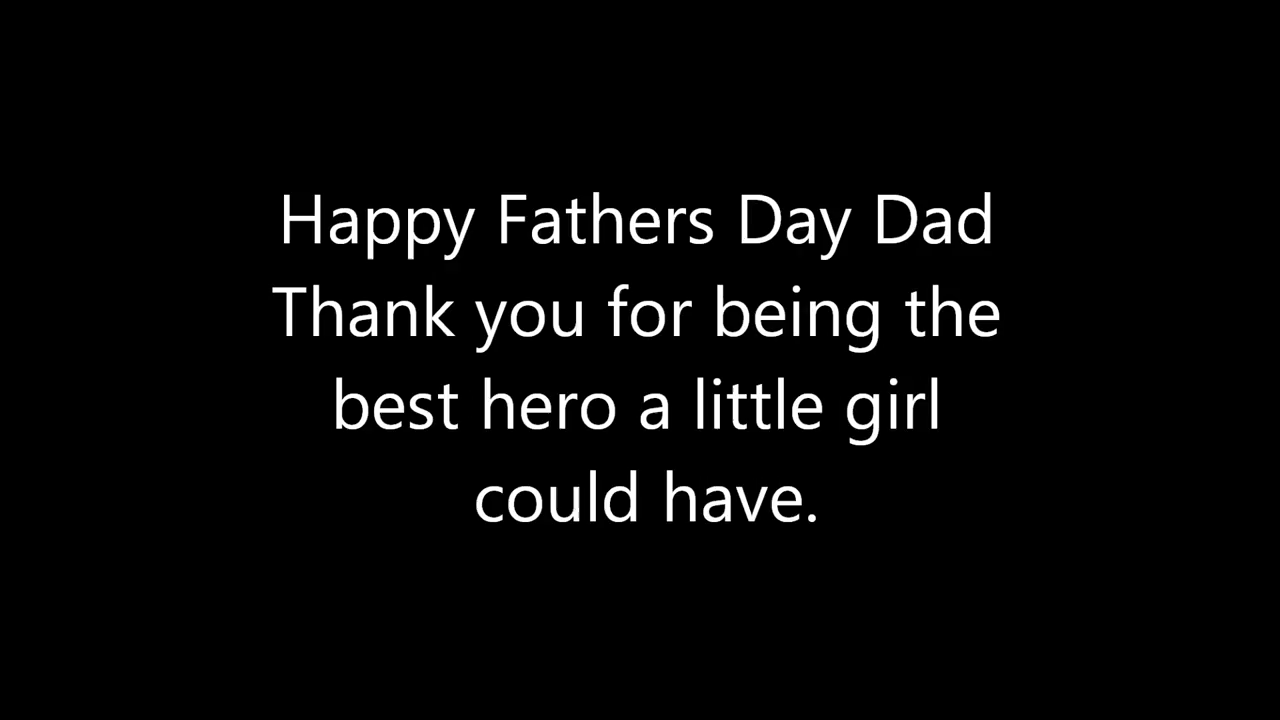 Happy Fathers Day Dad
Thank you for being the
best hero a little girl
could have.